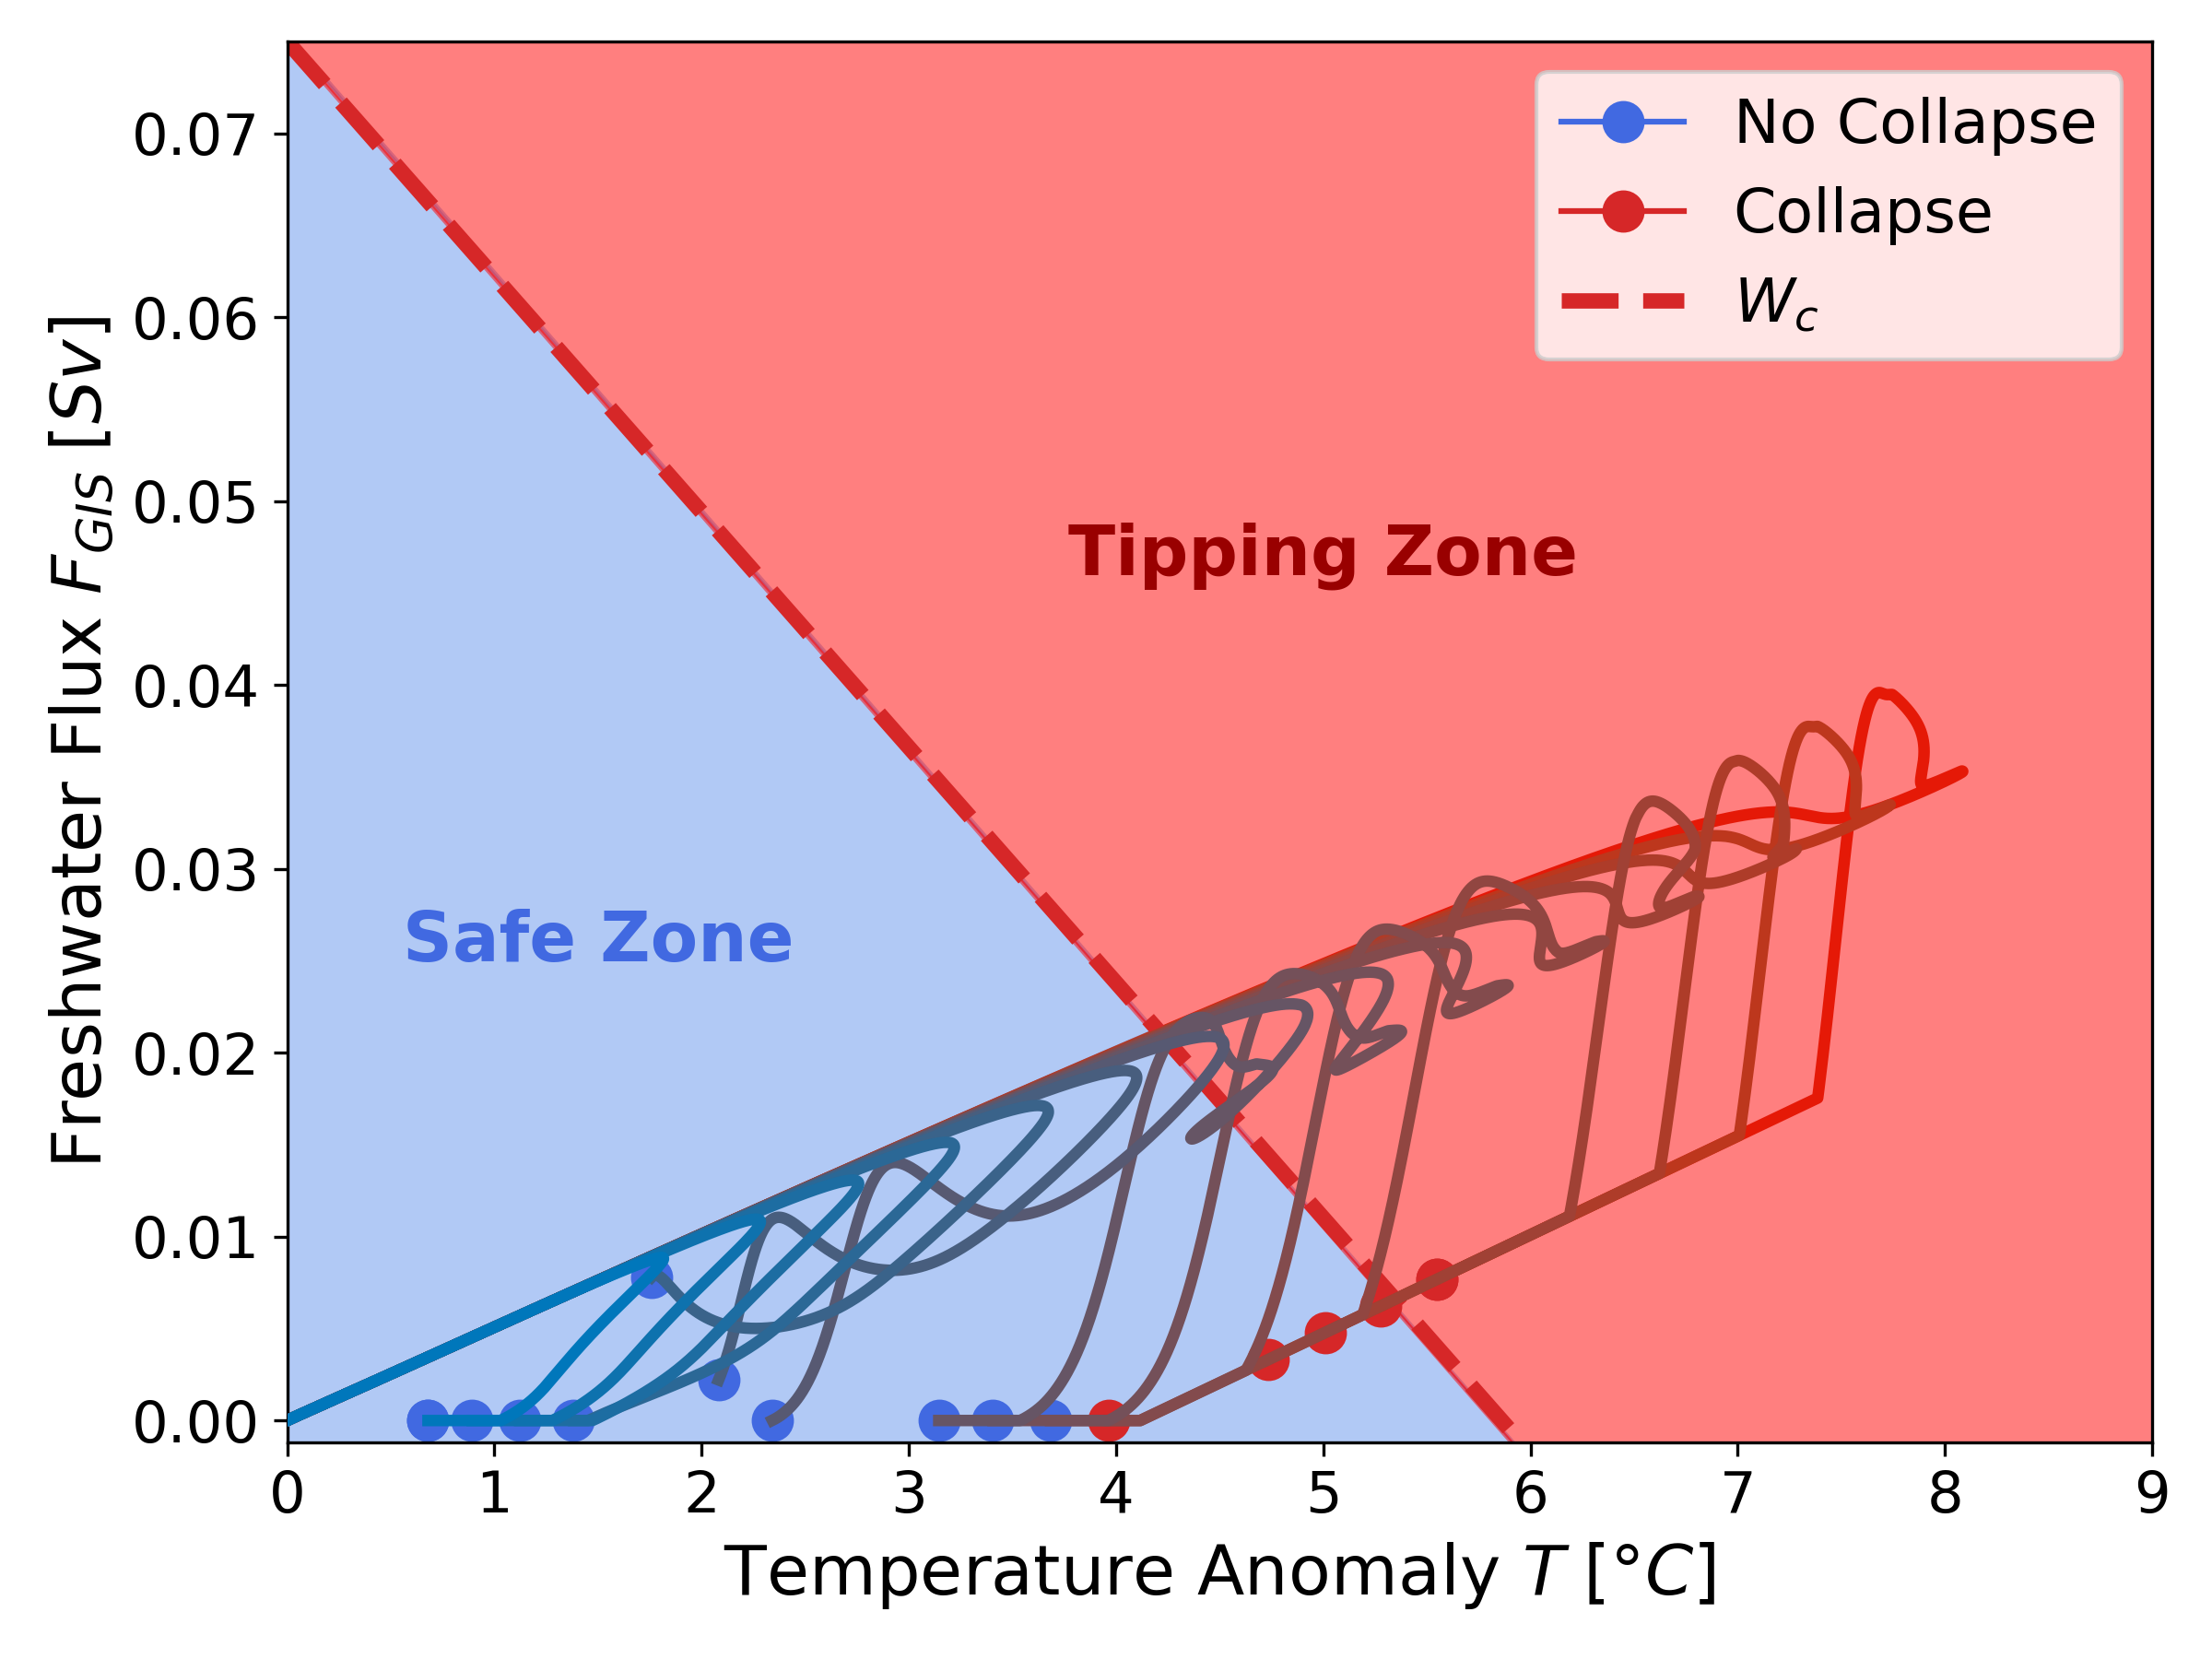 No Collapse
Collapse
W_c
Tipping Zone
Safe Zone
Freshwater Flux F_GIS [Sv]
0.07
0.06
0.05
0.04
0.03
0.02
0.01
0.00
0 1 2 3 4 5 6 7 8 9
Temperature Anomaly T [°C]